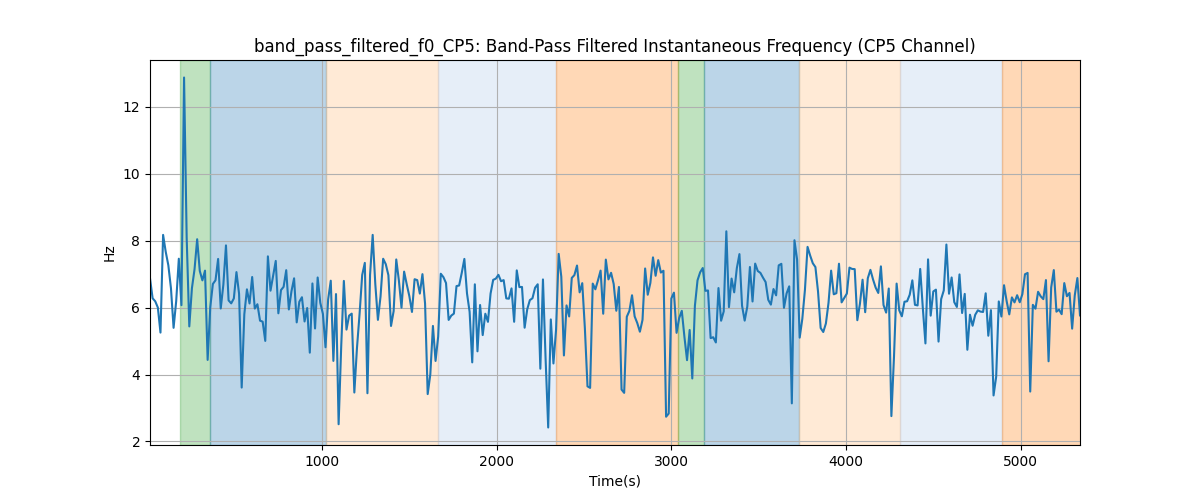 band_pass_filtered_f0_CP5: Band-Pass Filtered Instantaneous Frequency (CP5 Channel)
12
10
8
6
4
2
Hz
1000 2000 3000 4000 5000
Time(s)